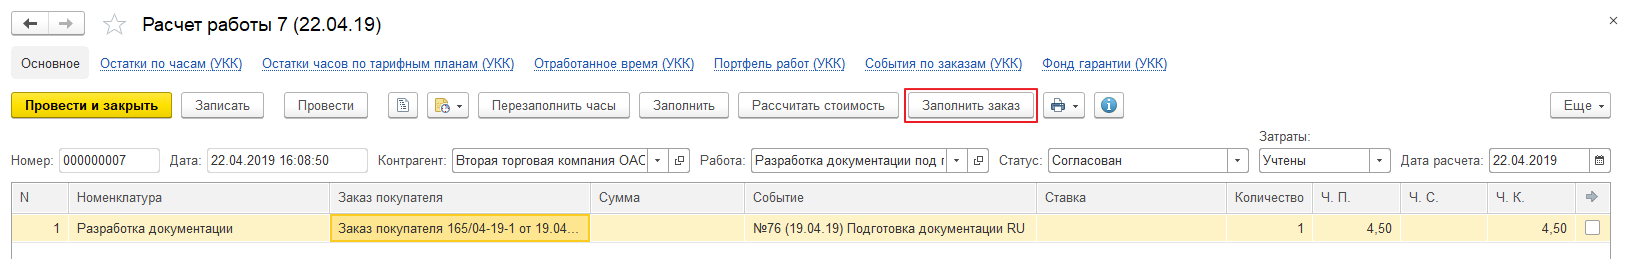 Расчет работы 7 (22.04.19)
Основное Остатки по часам (УКК) Остатки часов по тарифным планам (УКК) Отработанное время (УКК) Портфель работ (УКК) События по заказам (УКК) Фонд гарантии (УКК)
Провести и закрыть Записать Провести Перезаполнить часы Заполнить Рассчитать стоимость Заполнить заказ Еще
Номер: 000000007 Дата: 22.04.2019 16:08:50 Контрагент: Вторая торговая компания ОАО Работа: Разработка документации под Статус: Согласован Затраты: Учтены Дата расчета: 22.04.2019
N Номенклатура Заказ покупателя Сумма Событие Ставка Количество Ч. П. Ч. С. Ч. К.
1 Разработка документации Заказ покупателя 165/04-19-1 от 19.04... №76 (19.04.19) Подготовка документации RU 1 4,50 4,50